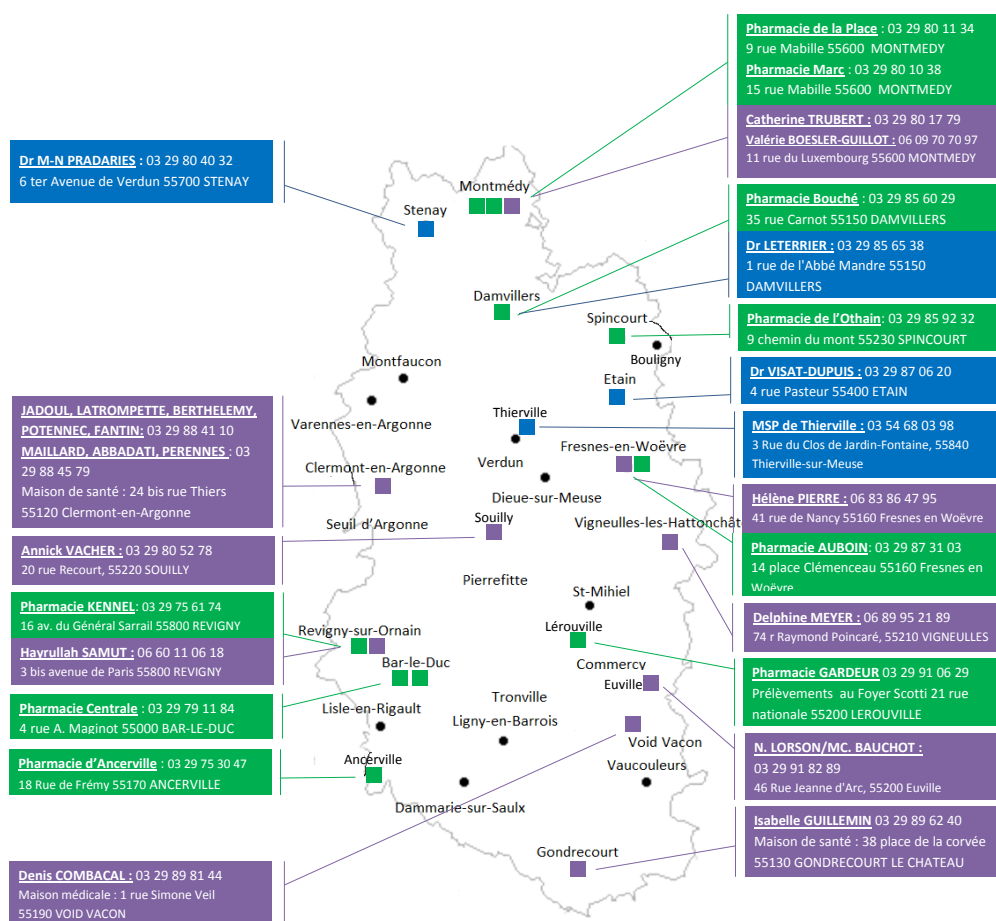 Pharmacie de la Place : 03 29 80 11 34
9 rue Mabille 55600 MONTMEDY
Pharmacie Marc : 03 29 80 10 38
15 rue Mabille 55600 MONTMEDY
Catherine TRUBERT : 03 29 80 17 79
Valérie BOESLER-GUILLOT : 06 09 70 70 97
11 rue du Luxembourg 55600 MONTMEDY
Dr M-N PRADARIES : 03 29 80 40 32
6 ter Avenue de Verdun 55700 STENAY
Pharmacie Bouché : 03 29 85 60 29
35 rue Carnot 55150 DAMVILLERS
Dr LETERRIER : 03 29 85 65 38
1 rue de l'Abbé Mandre 55150
DAMVILLERS
Pharmacie de l'Othain: 03 29 85 92 32
9 chemin du mont 55230 SPINCOURT
Dr VISAT-DUPUIS : 03 29 87 06 20
4 rue Pasteur 55400 ETAIN
MSP de Thierville : 03 54 68 03 98
3 Rue du Clos de Jardin-Fontaine, 55840
Thierville-sur-Meuse
Hélène PIERRE : 06 83 86 47 95
41 rue de Nancy 55160 Fresnes en Woëvre
Pharmacie AUBOIN: 03 29 87 31 03
14 place Clémenceau 55160 Fresnes en
Woëvre
Delphine MEYER : 06 89 95 21 89
74 r Raymond Poincaré, 55210 VIGNEULLES
Pharmacie GARDEUR 03 29 91 06 29
Prélèvements au Foyer Scotti 21 rue
nationale 55200 LEROUVILLE
N. LORSON/MC. BAUCHOT :
03 29 91 82 89
46 Rue Jeanne d'Arc, 55200 Euville
Isabelle GUILLEMIN 03 29 89 62 40
Maison de santé : 38 place de la corvée
55130 GONDRECOURT LE CHATEAU
JADOUL, LATROMPETTE, BERTHELEMY,
POTENNEC, FANTIN: 03 29 88 41 10
MAILLARD, ABBADATI, PERENNES : 03
29 88 45 79
Maison de santé : 24 bis rue Thiers
55120 Clermont-en-Argonne
Annick VACHER : 03 29 80 52 78
20 rue Recourt, 55220 SOUILLY
Pharmacie KENNEL: 03 29 75 61 74
16 av. du Général Sarrail 55800 REVIGNY
Hayrullah SAMUT : 06 60 11 06 18
3 bis avenue de Paris 55800 REVIGNY
Pharmacie Centrale : 03 29 79 11 84
4 rue A. Maginot 55000 BAR-LE-DUC
Pharmacie d'Ancerville : 03 29 75 30 47
18 Rue de Frémy 55170 ANCERVILLE
Denis COMBACAL : 03 29 89 81 44
Maison médicale : 1 rue Simone Veil
55190 VOID VACON
Montmédy
Stenay
Damvilles
Spincourt
Bouligny
Montfaucon
Etain
Varennes-en-Argonne
Thierville
Verdun
Fresnes-en-Woëvre
Clermont-en-Argonne
Dieue-sur-Meuse
Seuil d'Argonne
Souilly
Vigneulles-les-Hattonchât
Pierrefitte
St-Mihiel
Revigny-sur-Ornain
Lérouville
Bar-le-Duc
Commercy
Euville
Tronville
Lisle-en-Rigault
Ligny-en-Barrois
Void Vacon
Ancerville
Vaucouleurs
Dammarie-sur-Saulx
Gondrecourt